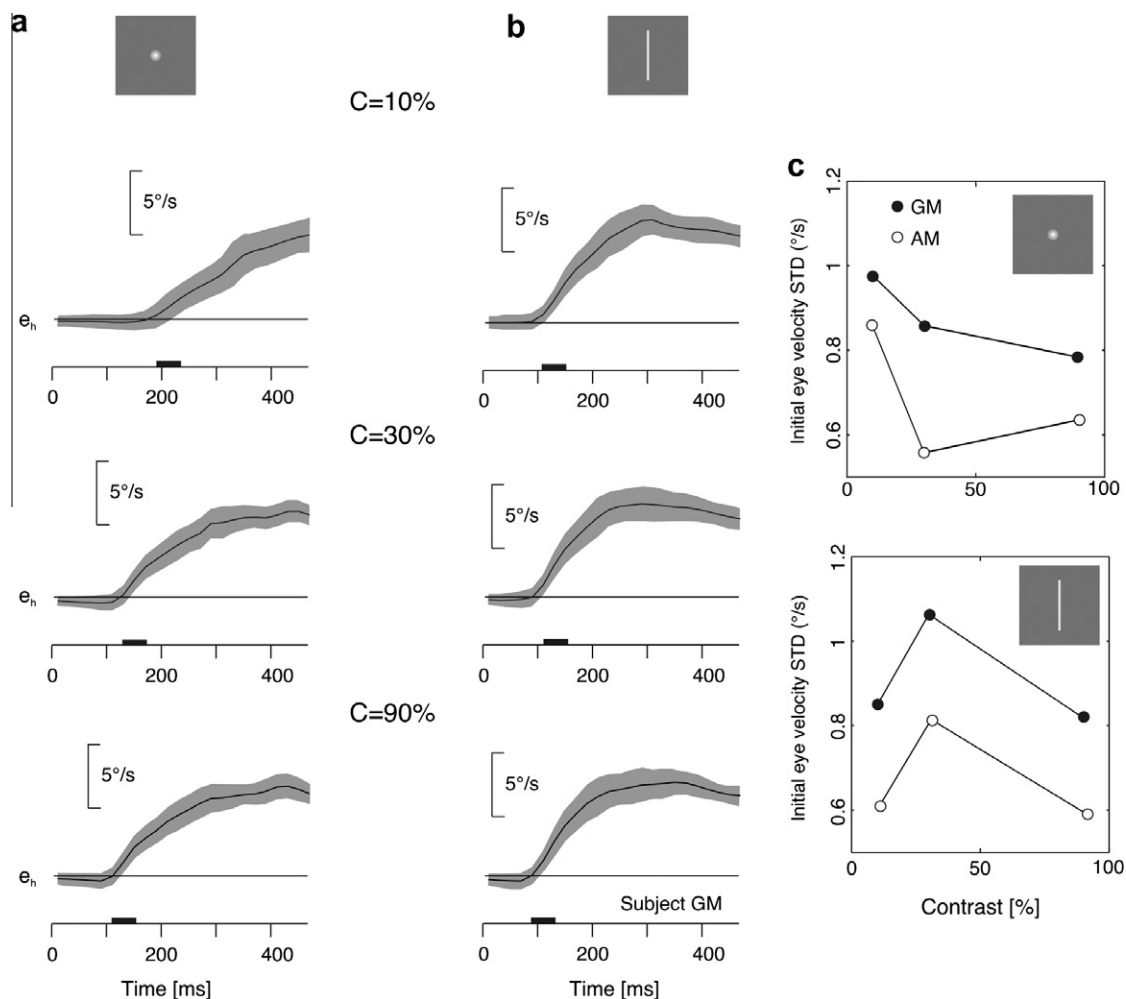 a
b
C=10%
5°/s
5°/s
eh
0 200 400
0 200 400
C=30%
5°/s
5°/s
eh
0 200 400
0 200 400
C=90%
5°/s
5°/s
eh
Subject GM
0 200 400
0 200 400
Time [ms]
Time [ms]
c
Initial eye velocity STD (°/s)
1.2
1
0.8
0.6
GM
AM
0 50 100
Initial eye velocity STD (°/s)
1.2
1
0.8
0.6
0 50 100
Contrast [%]